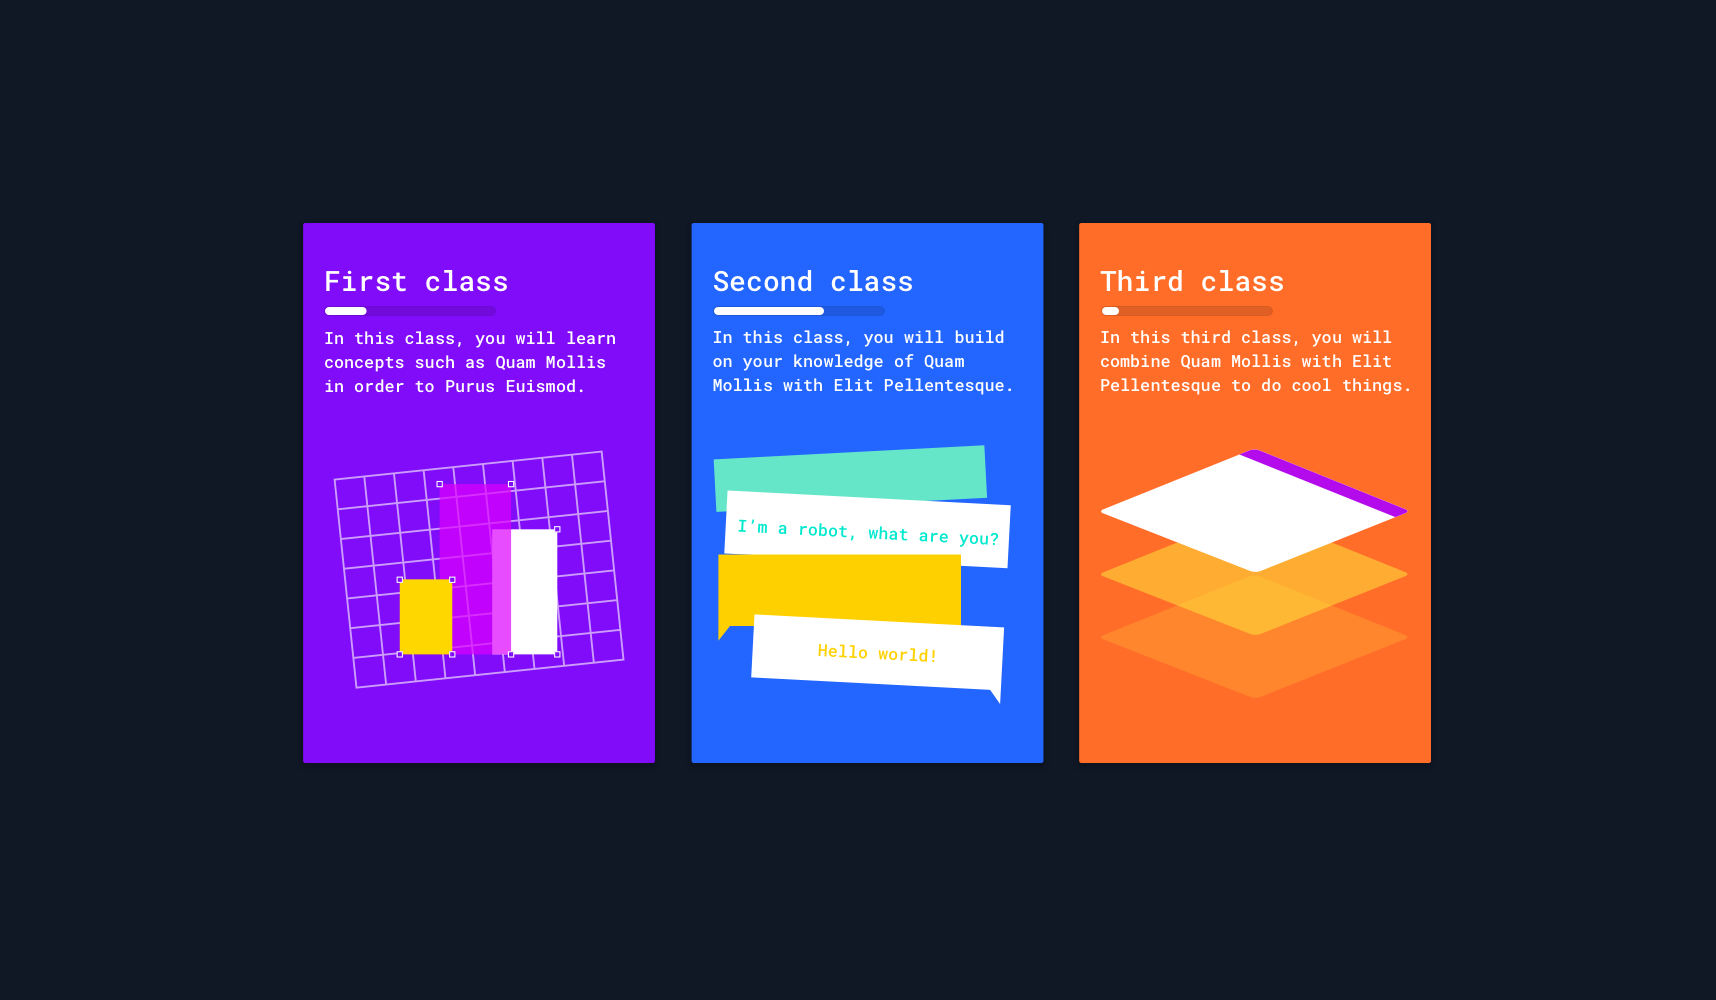 First class
In this class, you will learn
concepts such as Quam Mollis
in order to Purus Euismod.
Second class
In this class, you will build
on your knowledge of Quam
Mollis with Elit Pellentesque.
I'm a robot, what are you?
Hello world!
Third class
In this third class, you will
combine Quam Mollis with Elit
Pellentesque to do cool things.